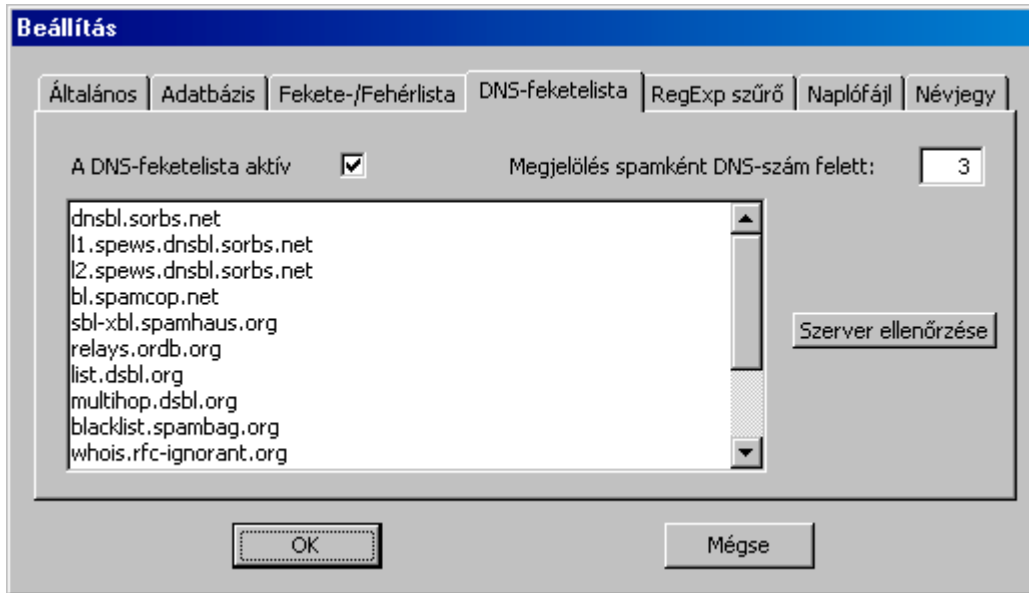 Beállítás
Általános Adatbázis Fekete-/Fehérlista DNS-feketelista RegExp szűrő Naplófájl Névjegy
A DNS-feketelista aktív Megjelölés spamként DNS-szám felett: 3
dnsbl.sorbs.net
l1.spews.dnsbl.sorbs.net
l2.spews.dnsbl.sorbs.net
bl.spamcop.net
sbl-xbl.spamhaus.org
relays.ordb.org
list.dsbl.org
multihop.dsbl.org
blacklist.spambag.org
whois.rfc-ignorant.org
Szerver ellenőrzése
OK Mégse